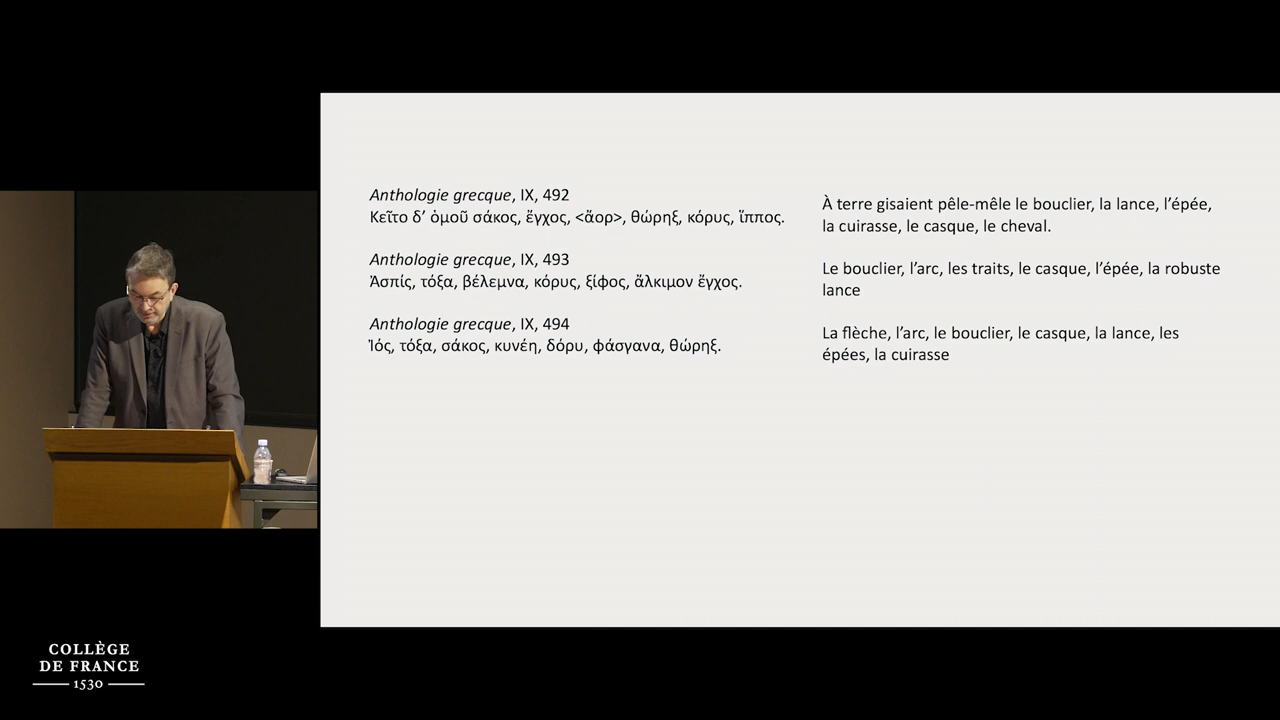 Anthologie grecque, IX, 492
Κεῖτο δ’ ὁμοῦ σάκος, ἔγχος, <ἄορ>, θώρηξ, κόρυς, ἵππος.
Anthologie grecque, IX, 493
Ἀσπίς, τόξα, βέλεμνα, κόρυς, ξίφος, ἄλκιμον ἔγχος.
Anthologie grecque, IX, 494
Ἰός, τόξα, σάκος, κυνέη, δόρυ, φάσγανα, θώρηξ.
À terre gisaient pêle-mêle le bouclier, la lance, l’épée,
la cuirasse, le casque, le cheval.
Le bouclier, l’arc, les traits, le casque, l’épée, la robuste
lance
La flèche, l’arc, le bouclier, le casque, la lance, les
épées, la cuirasse
COLLÈGE
DE FRANCE
1530